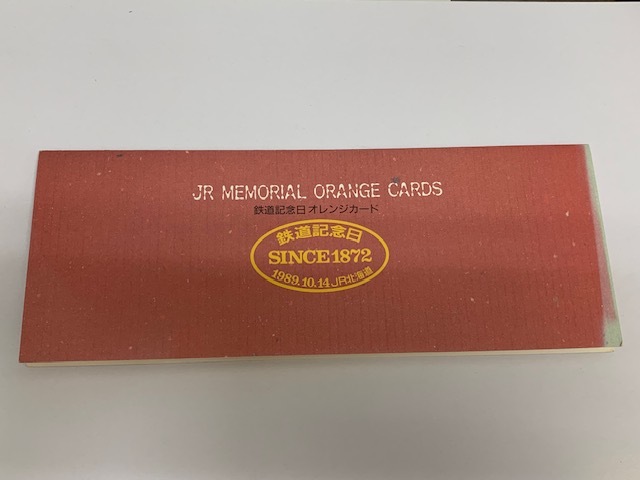 JR MEMORIAL ORANGE CARDS
鉄道記念日オレンジカード
鉄道記念日
SINCE1872
1989.10.14 JR北海道